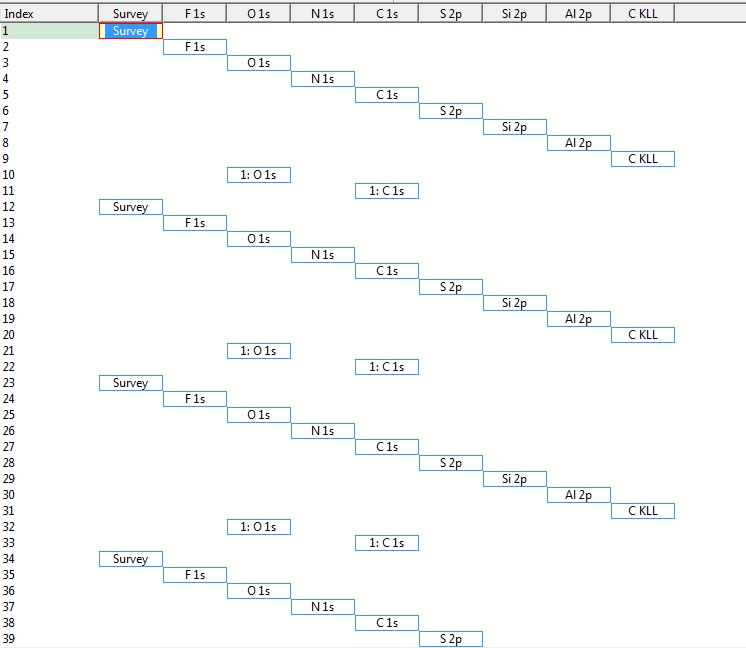 Index Survey F 1s O 1s N 1s C 1s S 2p Si 2p Al 2p C KLL
1 Survey
2 F 1s
3 O 1s
4 N 1s
5 C 1s
6 S 2p
7 Si 2p
8 Al 2p
9 C KLL
10 1: O 1s
11 1: C 1s
12 Survey
13 F 1s
14 O 1s
15 N 1s
16 C 1s
17 S 2p
18 Si 2p
19 Al 2p
20 C KLL
21 1: O 1s
22 1: C 1s
23 Survey
24 F 1s
25 O 1s
26 N 1s
27 C 1s
28 S 2p
29 Si 2p
30 Al 2p
31 C KLL
32 1: O 1s
33 1: C 1s
34 Survey
35 F 1s
36 O 1s
37 N 1s
38 C 1s
39 S 2p